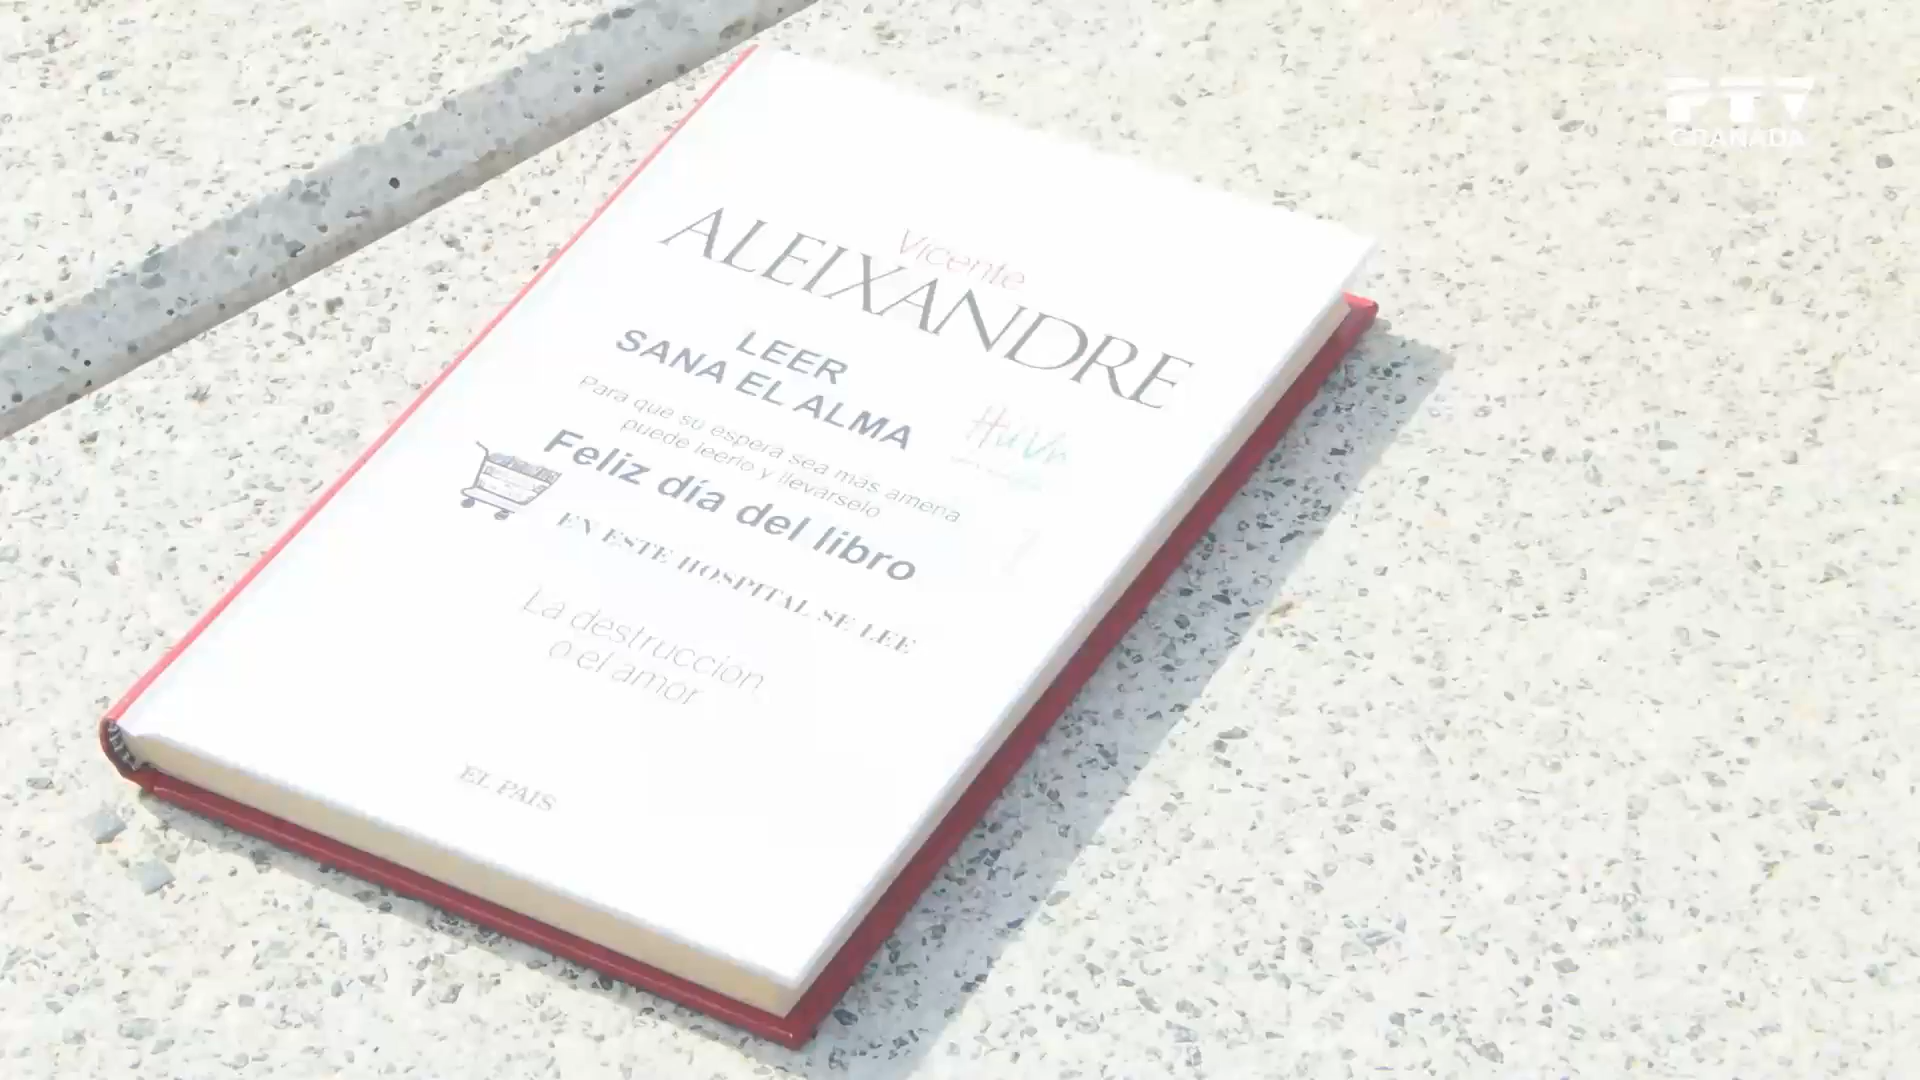 PTV
GRANADA
Vicente
ALEIXANDRE
LEER
SANA EL ALMA
Para que su espera sea más amena
puede leerlo y llevárselo
Feliz día del libro
EN ESTE HOSPITAL SE LEE
HUVN
La destrucción
o el amor
EL PAIS